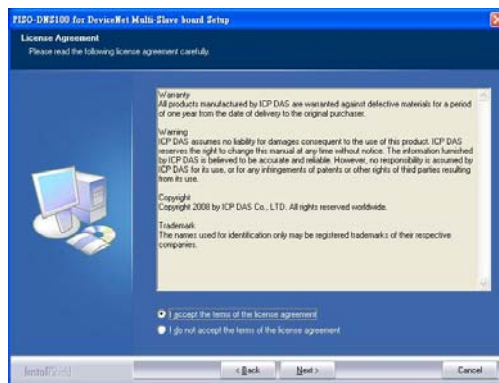 PISO-DNS100 for DeviceNet Multi-Slave board Setup
License Agreement
Please read the following license agreement carefully.
Warranty
All products manufactured by ICP DAS are warranted against defective materials for a period
of one year from the date of delivery to the original purchaser.
Warning
ICP DAS assumes no liability for damages consequent to the use of this product. ICP DAS
reserves the right to change this manual at any time without notice. The information furnished
by ICP DAS is believed to be accurate and reliable. However, no responsibility is assumed by
ICP DAS for its use, or for any infringements of patents or other rights of third parties resulting
from its use.
Copyright
Copyright 2008 by ICP DAS Co., LTD. All rights reserved worldwide.
Trademark
The names used for identification only may be registered trademarks of their respective
companies.
I accept the terms of the license agreement
I do not accept the terms of the license agreement
InstallShield
< Back
Next >
Cancel